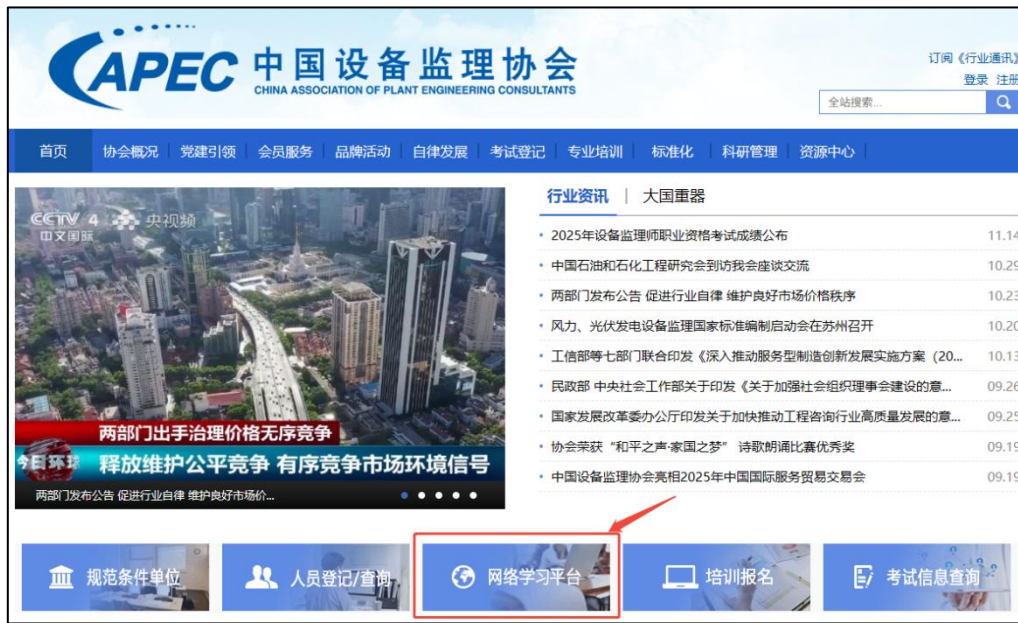 CAPEC 中国设备监理协会
CHINA ASSOCIATION OF PLANT ENGINEERING CONSULTANTS
订阅《行业通讯》
登录 注册
全站搜索...
首页 协会概况 党建引领 会员服务 品牌活动 自律发展 考试登记 专业培训 标准化 科研管理 资源中心
CCTV 4 央视频
中文国际
两部门出手治理价格无序竞争
今日环球 释放维护公平竞争 有序竞争市场环境信号
两部门发布公告 促进行业自律 维护良好市场价...
行业资讯 | 大国重器
2025年设备监理师职业资格考试成绩公布 11.14
中国石油和石化工程研究会到访我会座谈交流 10.29
两部门发布公告 促进行业自律 维护良好市场价格秩序 10.23
风力、光伏发电设备监理国家标准编制启动会在苏州召开 10.20
工信部等七部门联合印发《深入推动服务型制造创新发展实施方案（20... 10.13
民政部 中央社会工作部关于印发《关于加强社会组织理事会建设的意... 09.26
国家发展改革委办公厅印发关于加快推动工程咨询行业高质量发展的意... 09.25
协会荣获“和平之声·家国之梦” 诗歌朗诵比赛优秀奖 09.19
中国设备监理协会亮相2025年中国国际服务贸易交易会 09.19
规范条件单位 人员登记/查询 网络学习平台 培训报名 考试信息查询